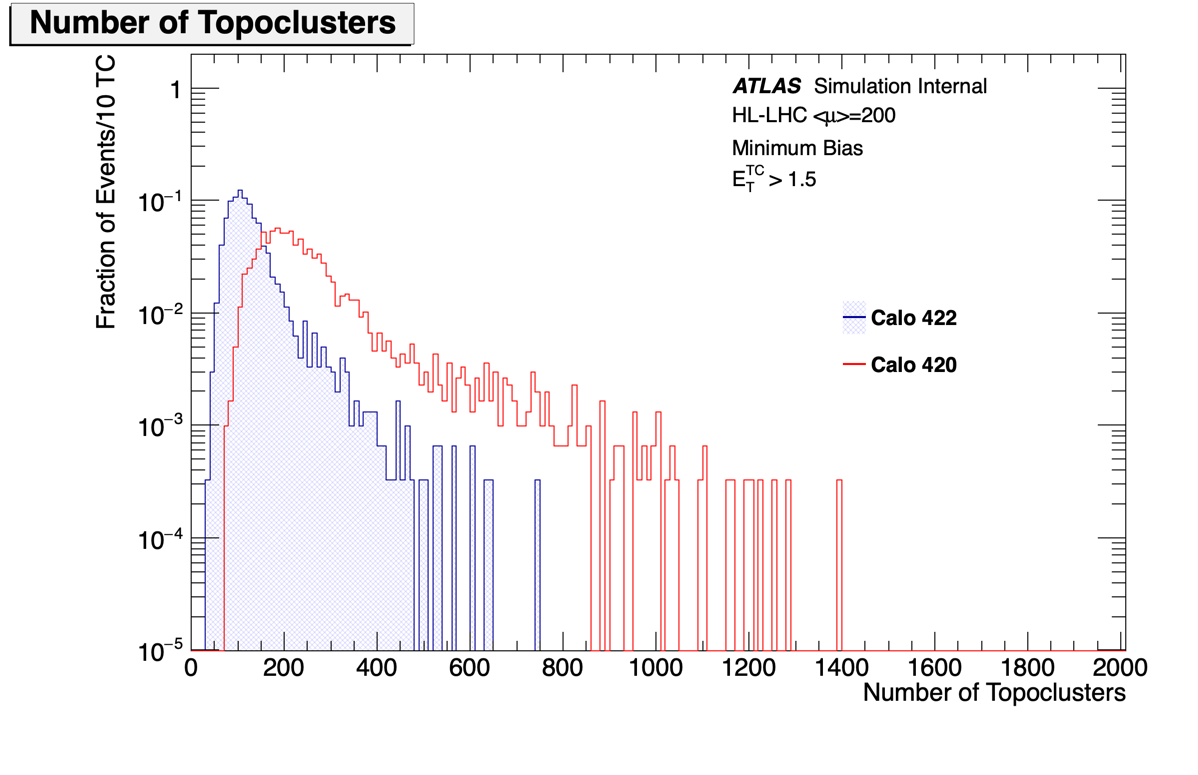 Number of Topoclusters
Fraction of Events/10 TC
1
10−1
10−2
10−3
10−4
10−5
ATLAS Simulation Internal
HL-LHC <μ>=200
Minimum Bias
E_T^TC > 1.5
Calo 422
Calo 420
0 200 400 600 800 1000 1200 1400 1600 1800 2000
Number of Topoclusters